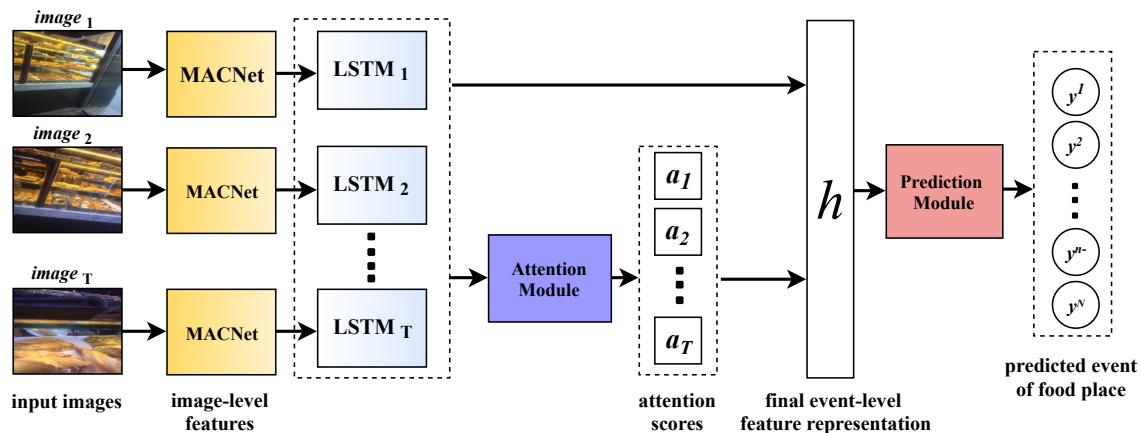 image 1
MACNet
LSTM 1
image 2
MACNet
LSTM 2
image T
MACNet
LSTM T
Attention
Module
a1
a2
aT
h
Prediction
Module
y1
y2
yn-
yN
input images
image-level
features
attention
scores
final event-level
feature representation
predicted event
of food place